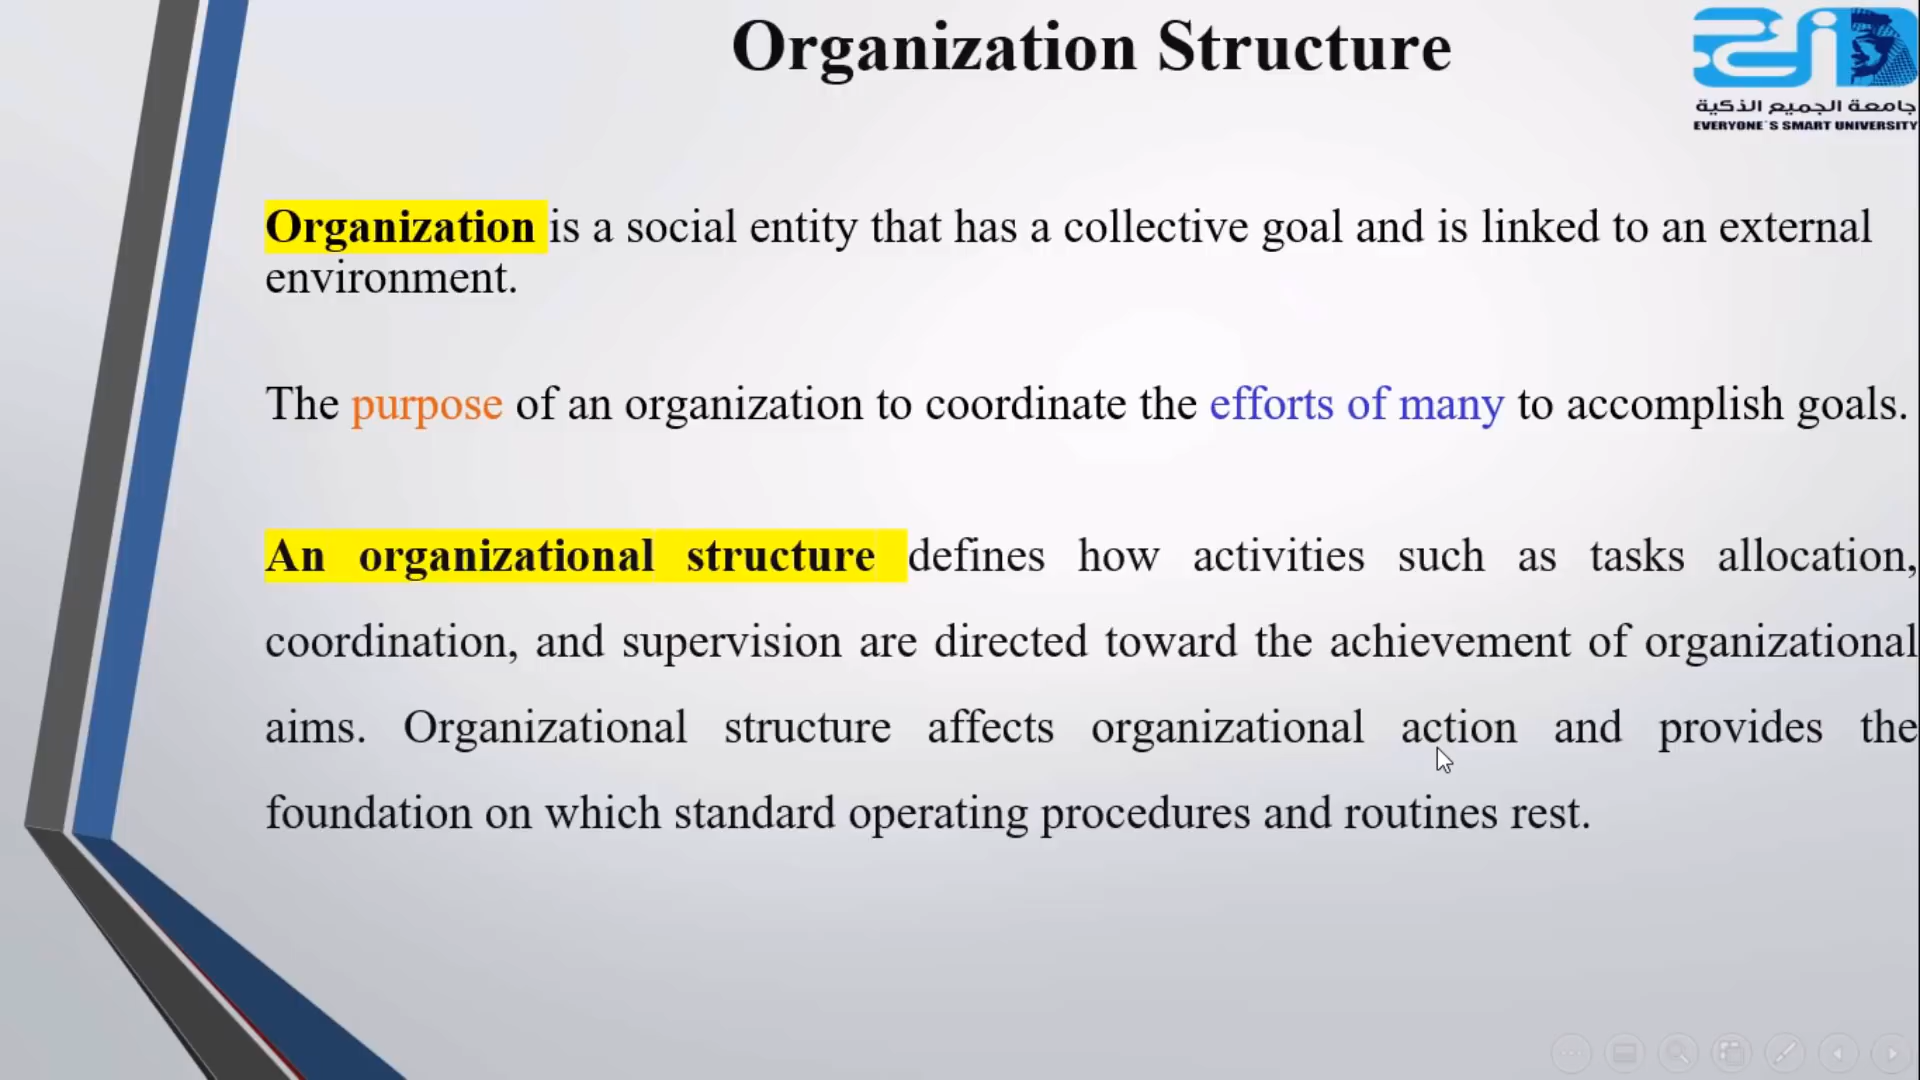 Organization Structure
جامعة الجميع الذكية
EVERYONE`S SMART UNIVERSITY
Organization is a social entity that has a collective goal and is linked to an external
environment.
The purpose of an organization to coordinate the efforts of many to accomplish goals.
An organizational structure defines how activities such as tasks allocation,
coordination, and supervision are directed toward the achievement of organizational
aims. Organizational structure affects organizational action and provides the
foundation on which standard operating procedures and routines rest.